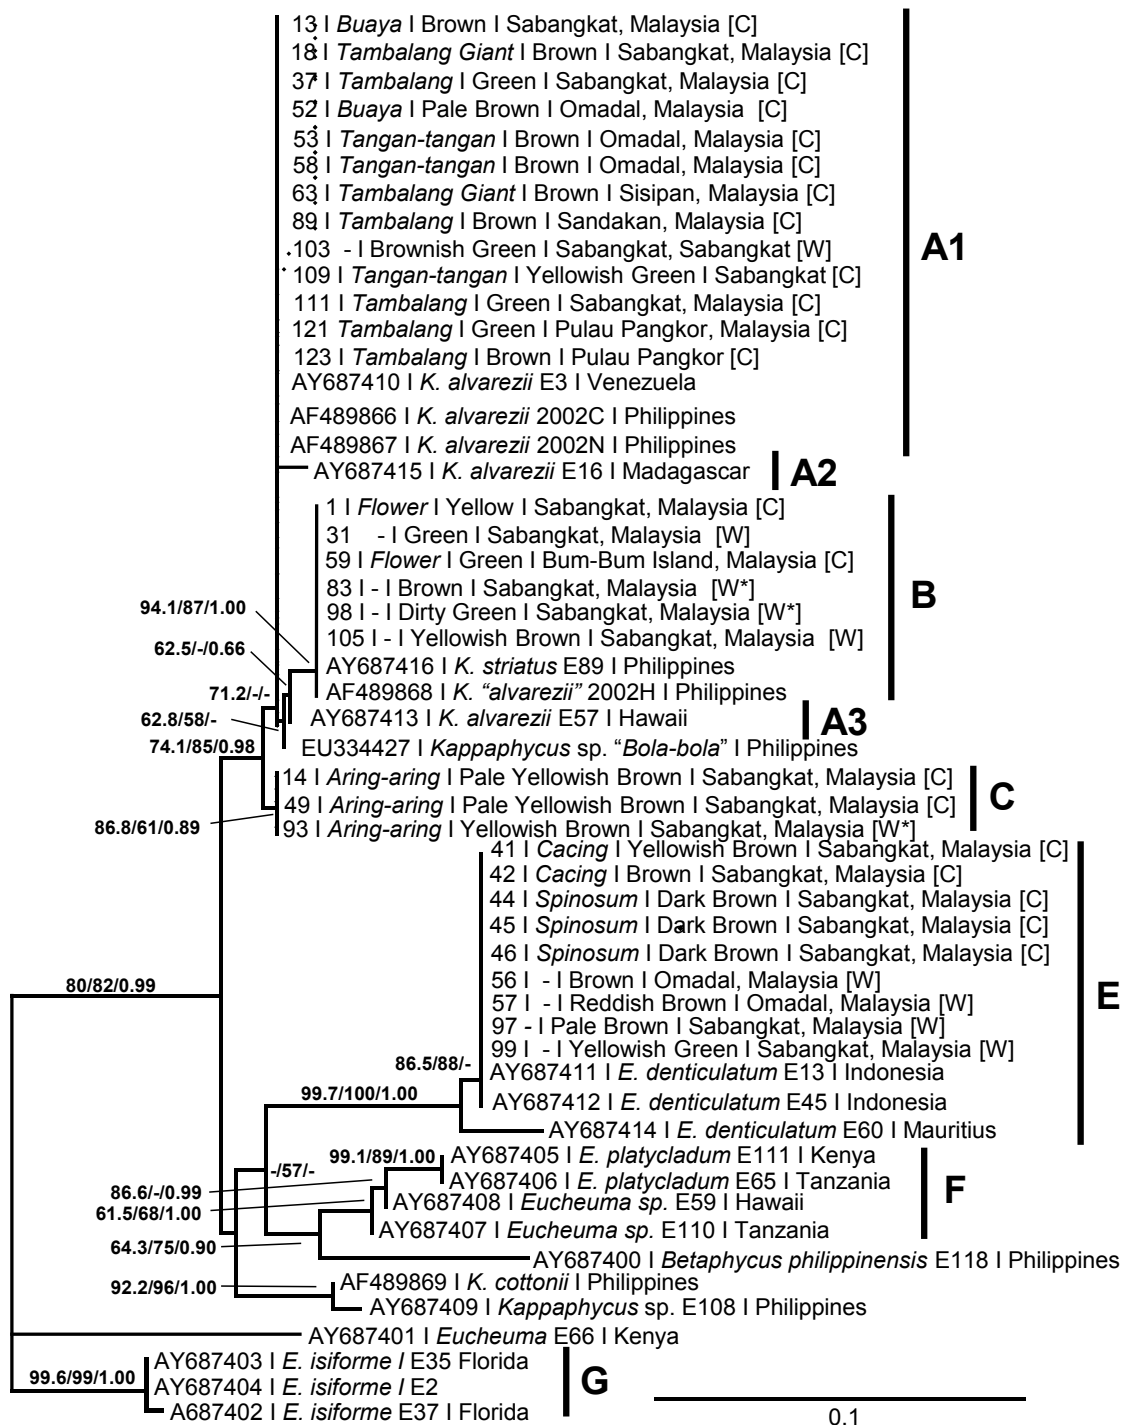 13 I Buaya I Brown I Sabangkat, Malaysia [C]
18 I Tambalang Giant I Brown I Sabangkat, Malaysia [C]
37 I Tambalang I Green I Sabangkat, Malaysia [C]
52 I Buaya I Pale Brown I Omadal, Malaysia [C]
53 I Tangan-tangan I Brown I Omadal, Malaysia [C]
58 I Tangan-tangan I Brown I Omadal, Malaysia [C]
63 I Tambalang Giant I Brown I Sisipan, Malaysia [C]
89 I Tambalang I Brown I Sandakan, Malaysia [C]
103 - I Brownish Green I Sabangkat, Sabangkat [W]
A1
109 I Tangan-tangan I Yellowish Green I Sabangkat [C]
111 I Tambalang I Green I Sabangkat, Malaysia [C]
121 Tambalang I Green I Pulau Pangkor, Malaysia [C]
123 I Tambalang I Brown I Pulau Pangkor [C]
AY687410 I K. alvarezii E3 I Venezuela
AF489866 I K. alvarezii 2002C I Philippines
AF489867 I K. alvarezii 2002N I Philippines
AY687415 I K. alvarezii E16 I Madagascar
A2
1 I Flower I Yellow I Sabangkat, Malaysia [C]
31 - I Green I Sabangkat, Malaysia [W]
59 I Flower I Green I Bum-Bum Island, Malaysia [C]
83 I - I Brown I Sabangkat, Malaysia [W*]
B
94.1/87/1.00
98 I - I Dirty Green I Sabangkat, Malaysia [W*]
105 I - I Yellowish Brown I Sabangkat, Malaysia [W]
62.5/-/0.66
AY687416 I K. striatus E89 I Philippines
71.2/-/-
AF489868 I K. “alvarezii” 2002H I Philippines
62.8/58/-
AY687413 I K. alvarezii E57 I Hawaii
A3
74.1/85/0.98
EU334427 I Kappaphycus sp. “Bola-bola” I Philippines
14 I Aring-aring I Pale Yellowish Brown I Sabangkat, Malaysia [C]
C
49 I Aring-aring I Pale Yellowish Brown I Sabangkat, Malaysia [C]
86.8/61/0.89
93 I Aring-aring I Yellowish Brown I Sabangkat, Malaysia [W*]
41 I Cacing I Yellowish Brown I Sabangkat, Malaysia [C]
42 I Cacing I Brown I Sabangkat, Malaysia [C]
44 I Spinosum I Dark Brown I Sabangkat, Malaysia [C]
45 I Spinosum I Dark Brown I Sabangkat, Malaysia [C]
46 I Spinosum I Dark Brown I Sabangkat, Malaysia [C]
56 I - I Brown I Omadal, Malaysia [W]
80/82/0.99
E
57 I - I Reddish Brown I Omadal, Malaysia [W]
97 - I Pale Brown I Sabangkat, Malaysia [W]
99 I - I Yellowish Green I Sabangkat, Malaysia [W]
86.5/88/-
AY687411 I E. denticulatum E13 I Indonesia
99.7/100/1.00
AY687412 I E. denticulatum E45 I Indonesia
AY687414 I E. denticulatum E60 I Mauritius
99.1/89/1.00
AY687405 I E. platycladum E111 I Kenya
-/57/-
AY687406 I E. platycladum E65 I Tanzania
F
86.6/-/0.99
AY687408 I Eucheuma sp. E59 I Hawaii
61.5/68/1.00
AY687407 I Eucheuma sp. E110 I Tanzania
64.3/75/0.90
AY687400 I Betaphycus philippinensis E118 I Philippines
92.2/96/1.00
AF489869 I K. cottonii I Philippines
AY687409 I Kappaphycus sp. E108 I Philippines
AY687401 I Eucheuma E66 I Kenya
AY687403 I E. isiforme I E35 Florida
99.6/99/1.00
AY687404 I E. isiforme I E2
G
A687402 I E. isiforme E37 I Florida
0.1